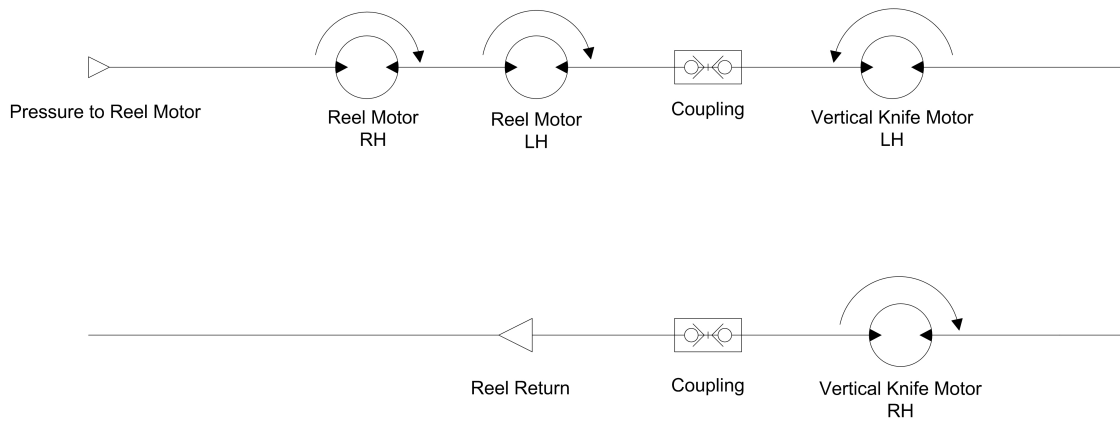 Pressure to Reel Motor
Reel Motor
RH
Reel Motor
LH
Coupling
Vertical Knife Motor
LH
Reel Return
Coupling
Vertical Knife Motor
RH